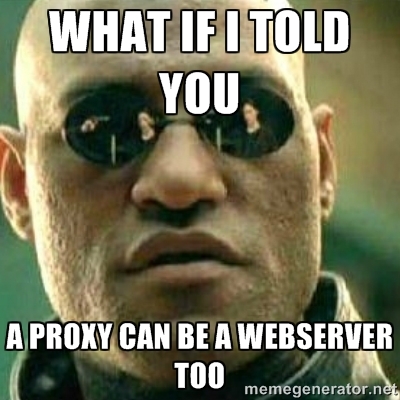 WHAT IF I TOLD
YOU
A PROXY CAN BE A WEBSERVER
TOO
memegenerator.net